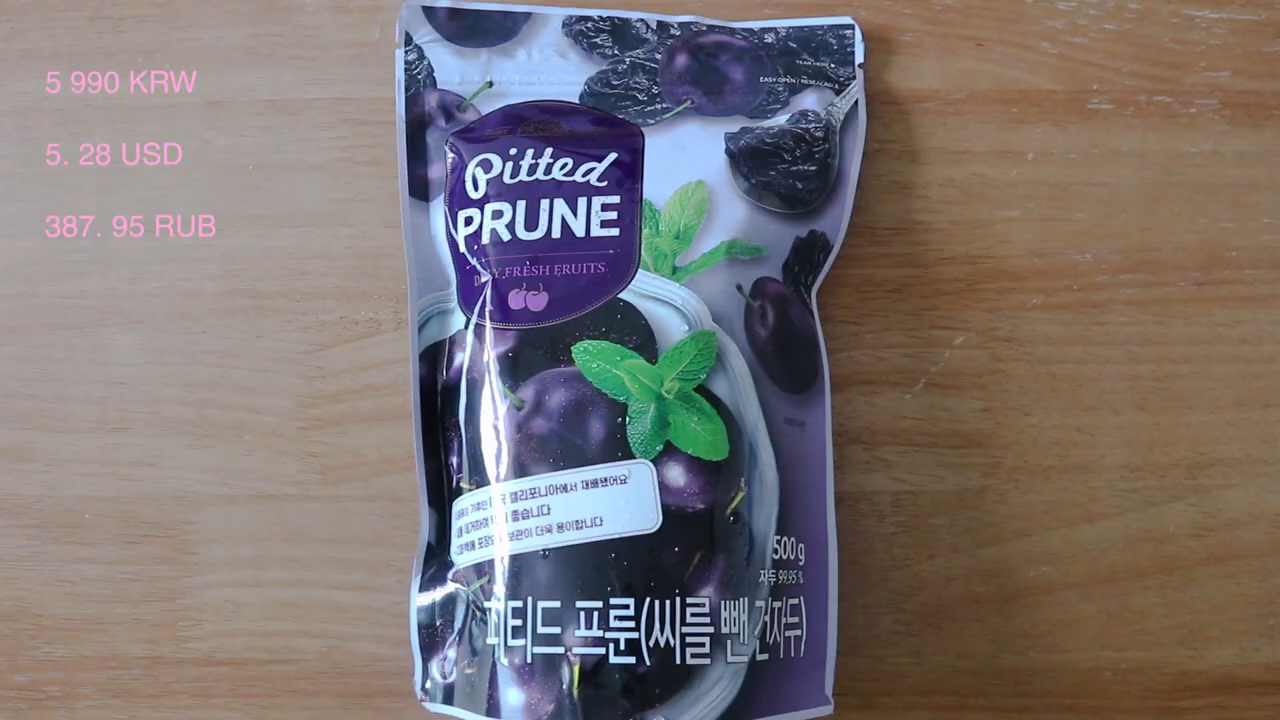 5 990 KRW
5. 28 USD
387. 95 RUB
TEAR HERE
EASY OPEN / RESEALABLE
Pitted
PRUNE
FRESH FRUITS
캘리포니아에서 재배됐어요
좋습니다
보관이 더욱 용이합니다
500 g
자두 99.95 %
피티드 프룬(씨를 뺀 건자두)